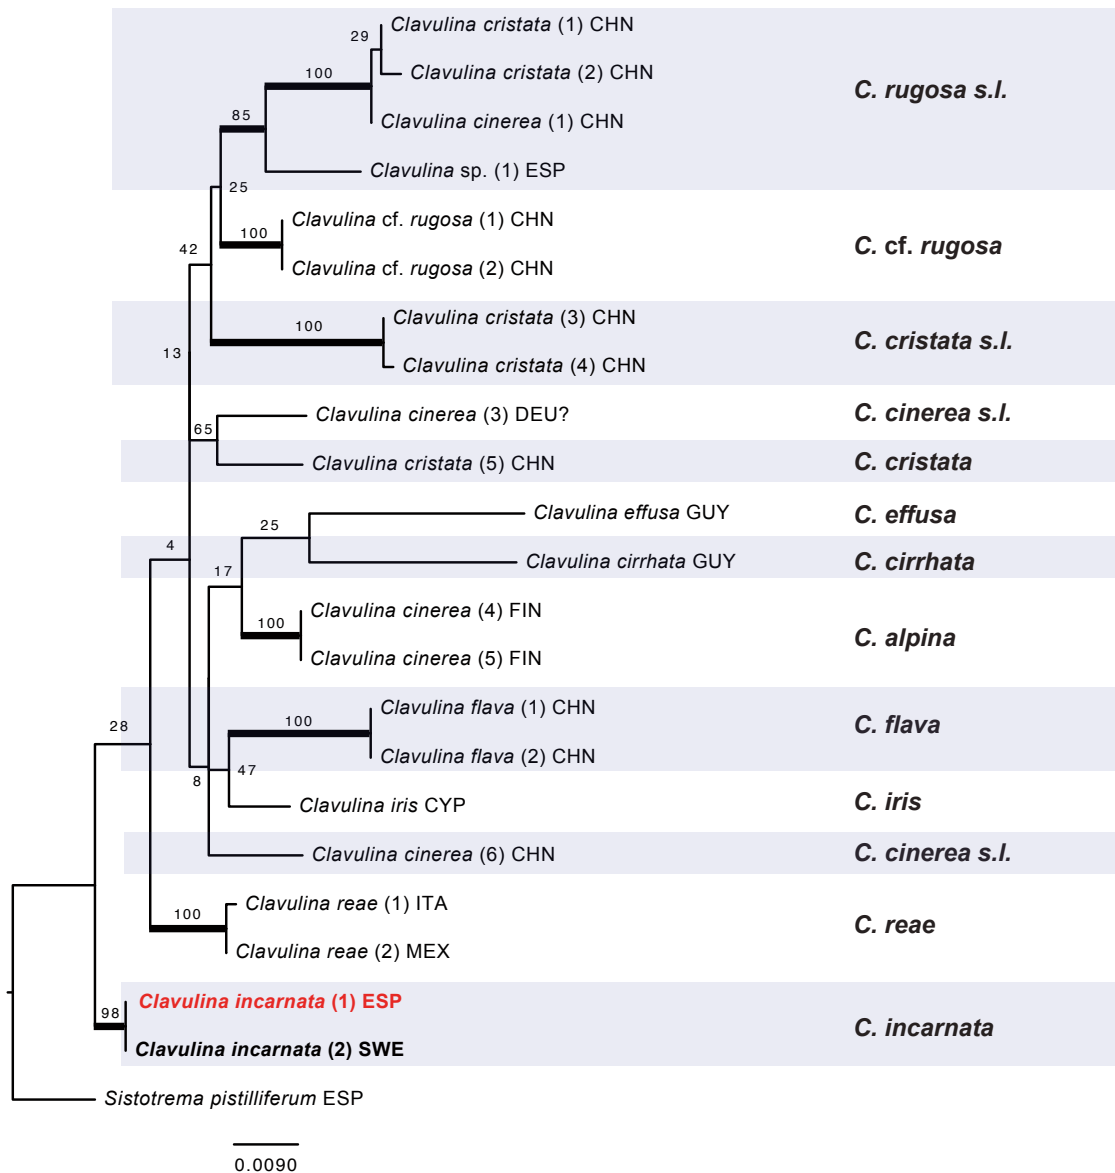 Clavulina cristata (1) CHN
29
Clavulina cristata (2) CHN
100
C. rugosa s.l.
Clavulina cinerea (1) CHN
85
Clavulina sp. (1) ESP
25
Clavulina cf. rugosa (1) CHN
100
C. cf. rugosa
42
Clavulina cf. rugosa (2) CHN
Clavulina cristata (3) CHN
100
C. cristata s.l.
13
Clavulina cristata (4) CHN
Clavulina cinerea (3) DEU?
C. cinerea s.l.
65
Clavulina cristata (5) CHN
C. cristata
Clavulina effusa GUY
C. effusa
25
4
Clavulina cirrhata GUY
C. cirrhata
17
Clavulina cinerea (4) FIN
100
C. alpina
Clavulina cinerea (5) FIN
Clavulina flava (1) CHN
100
C. flava
28
Clavulina flava (2) CHN
8
47
Clavulina iris CYP
C. iris
Clavulina cinerea (6) CHN
C. cinerea s.l.
Clavulina reae (1) ITA
100
C. reae
Clavulina reae (2) MEX
Clavulina incarnata (1) ESP
98
C. incarnata
Clavulina incarnata (2) SWE
Sistotrema pistilliferum ESP
0.0090